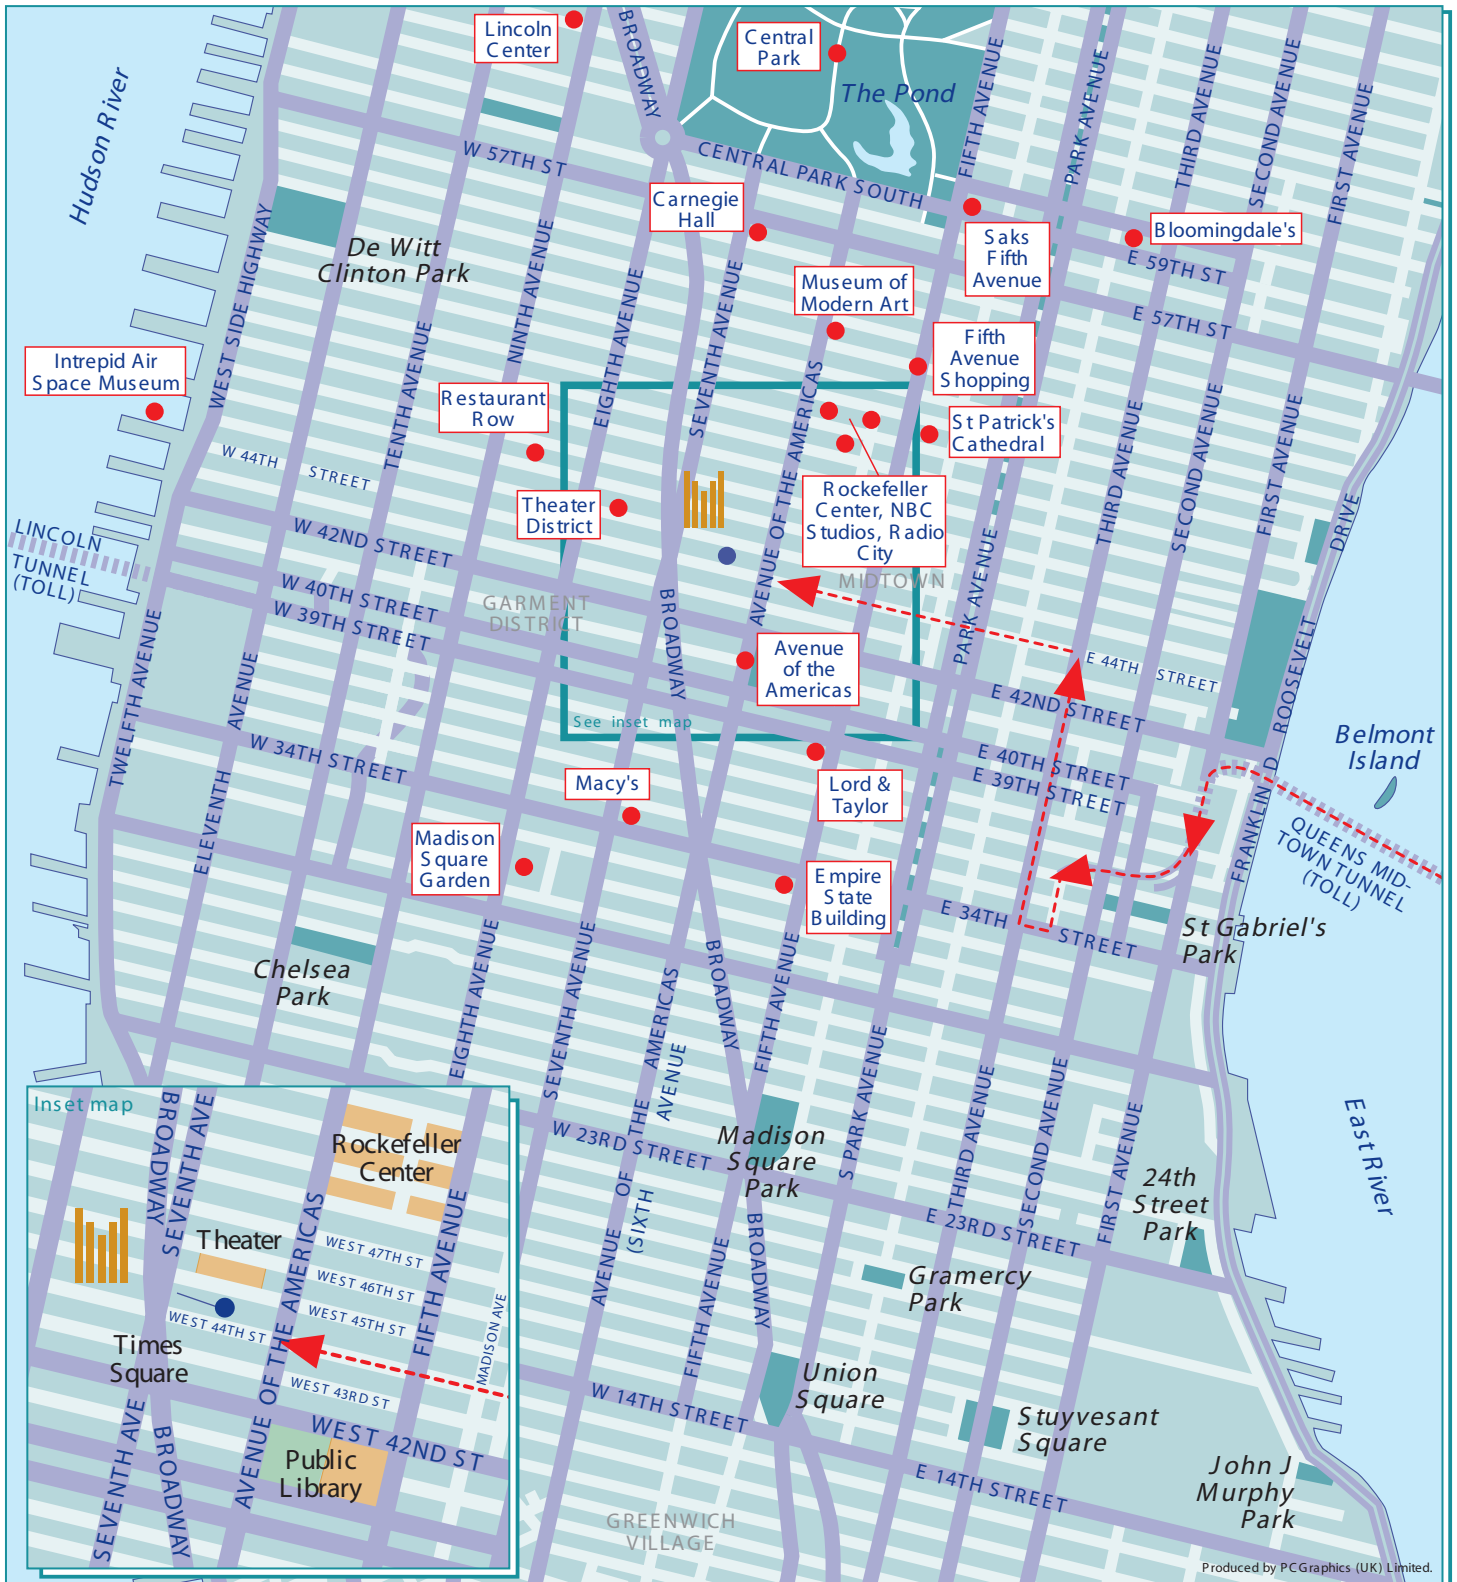 Lincoln
Center
BROADWAY
Central
Park
The Pond
FIFTH AVENUE
PARK AVENUE
THIRD AVENUE
SECOND AVENUE
FIRST AVENUE
Hudson River
W 57TH ST
CENTRAL PARK SOUTH
Carnegie
Hall
De Witt
Clinton Park
WEST SIDE HIGHWAY
Saks
Fifth
Avenue
Bloomingdale's
E 59TH ST
E 57TH ST
Museum of
Modern Art
NINTH AVENUE
EIGHTH AVENUE
SEVENTH AVENUE
TENTH AVENUE
Intrepid Air
Space Museum
Fifth
Avenue
Shopping
Restaurant
Row
AVENUE OF THE AMERICAS
St Patrick's
Cathedral
THIRD AVENUE
SECOND AVENUE
FIRST AVENUE
W 44TH STREET
Theater
District
Rockefeller
Center, NBC
Studios, Radio
City
MIDTOWN
LINCOLN
TUNNEL
(TOLL)
W 42ND STREET
W 40TH STREET
W 39TH STREET
GARMENT
DISTRICT
BROADWAY
PARK AVENUE
Avenue
of the
Americas
E 44TH STREET
E 42ND STREET
E 40TH STREET
E 39TH STREET
FRANKLIN D ROOSEVELT DRIVE
See inset map
Belmont
Island
TWELFTH AVENUE
ELEVENTH AVENUE
W 34TH STREET
Macy's
Lord &
Taylor
Madison
Square
Garden
Empire
State
Building
QUEENS MID-
TOWN TUNNEL
(TOLL)
E 34TH STREET
St Gabriel's
Park
Chelsea
Park
EIGHTH AVENUE
SEVENTH AVENUE
AVENUE OF THE AMERICAS
(SIXTH AVENUE
BROADWAY
FIFTH AVENUE
S PARK AVENUE
THIRD AVENUE
SECOND AVENUE
FIRST AVENUE
East River
W 23RD STREET
Madison
Square
Park
24th
Street
Park
E 23RD STREET
BROADWAY
FIFTH AVENUE
Gramercy
Park
Union
Square
W 14TH STREET
Stuyvesant
Square
E 14TH STREET
John J
Murphy
Park
GREENWICH
VILLAGE
Inset map
BROADWAY
SEVENTH AVE
Rockefeller
Center
Theater
AVENUE OF THE AMERICAS
FIFTH AVENUE
MADISON AVE
WEST 47TH ST
WEST 46TH ST
WEST 45TH ST
WEST 44TH ST
Times
Square
WEST 43RD ST
WEST 42ND ST
Public
Library
SEVENTH AVE
BROADWAY
Produced by PCGraphics (UK) Limited.